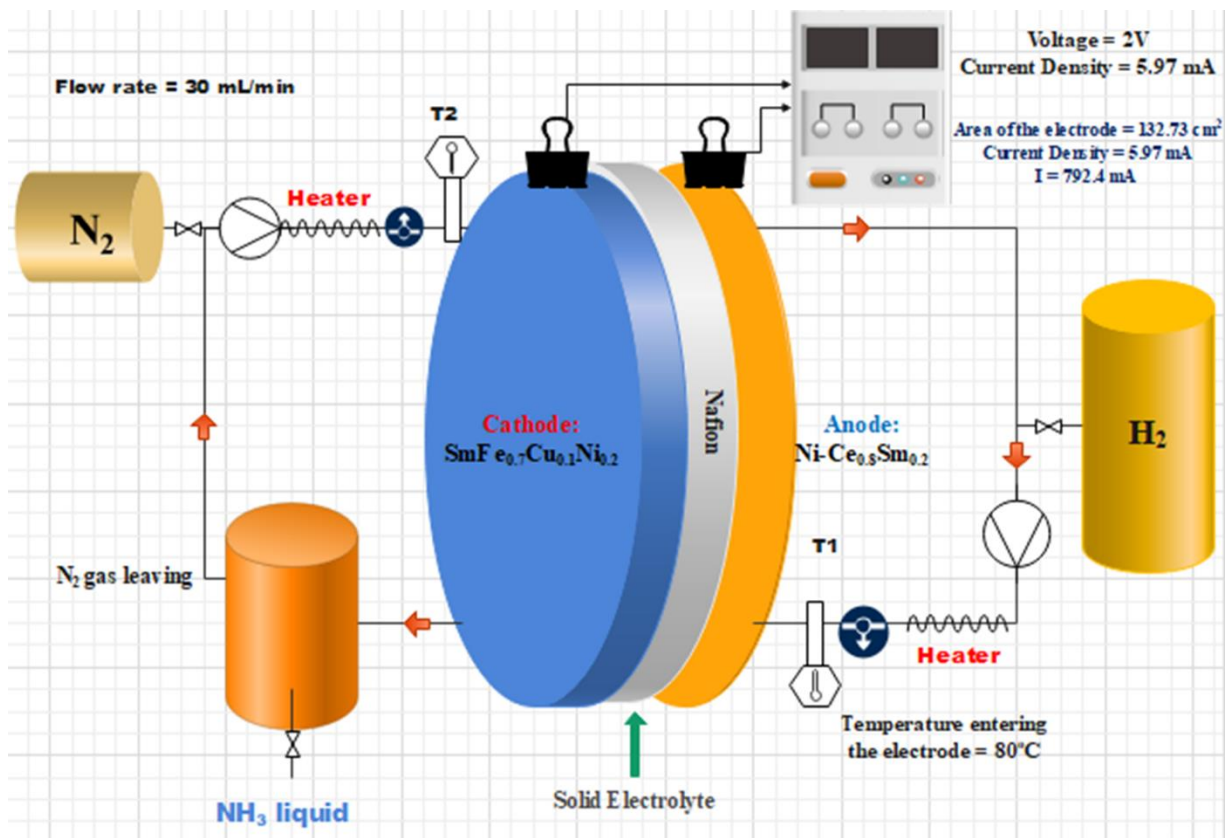 Voltage = 2V
Current Density = 5.97 mA
Flow rate = 30 mL/min
T2
Area of the electrode = 132.73 cm²
Current Density = 5.97 mA
I = 792.4 mA
Heater
N₂
Cathode:
SmFe₀.₇Cu₀.₁Ni₀.₂
Nafion
Anode:
Ni-Ce₀.₈Sm₀.₂
H₂
T1
N₂ gas leaving
Heater
Temperature entering
the electrode = 80°C
Solid Electrolyte
NH₃ liquid